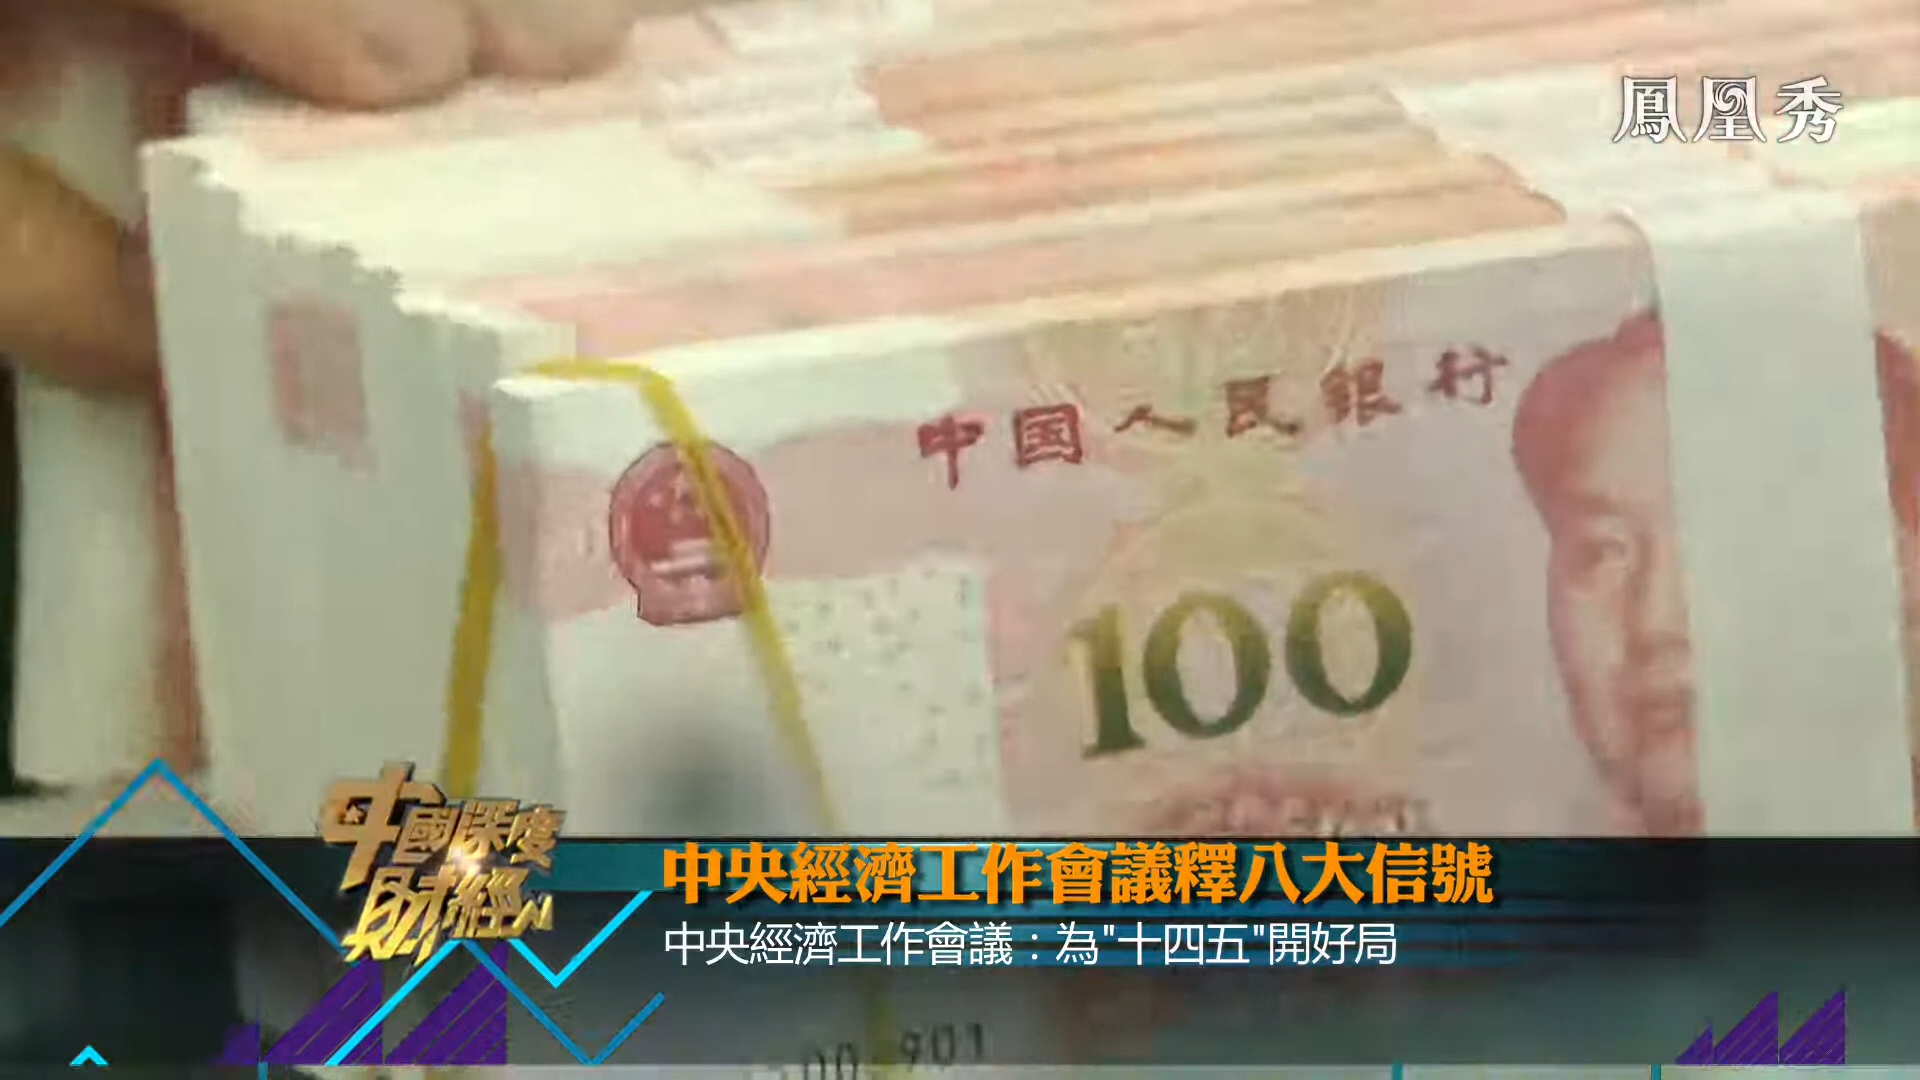 鳳凰秀
中国人民银行
100
中國深度
財經
中央經濟工作會議釋八大信號
中央經濟工作會議：為"十四五"開好局
901